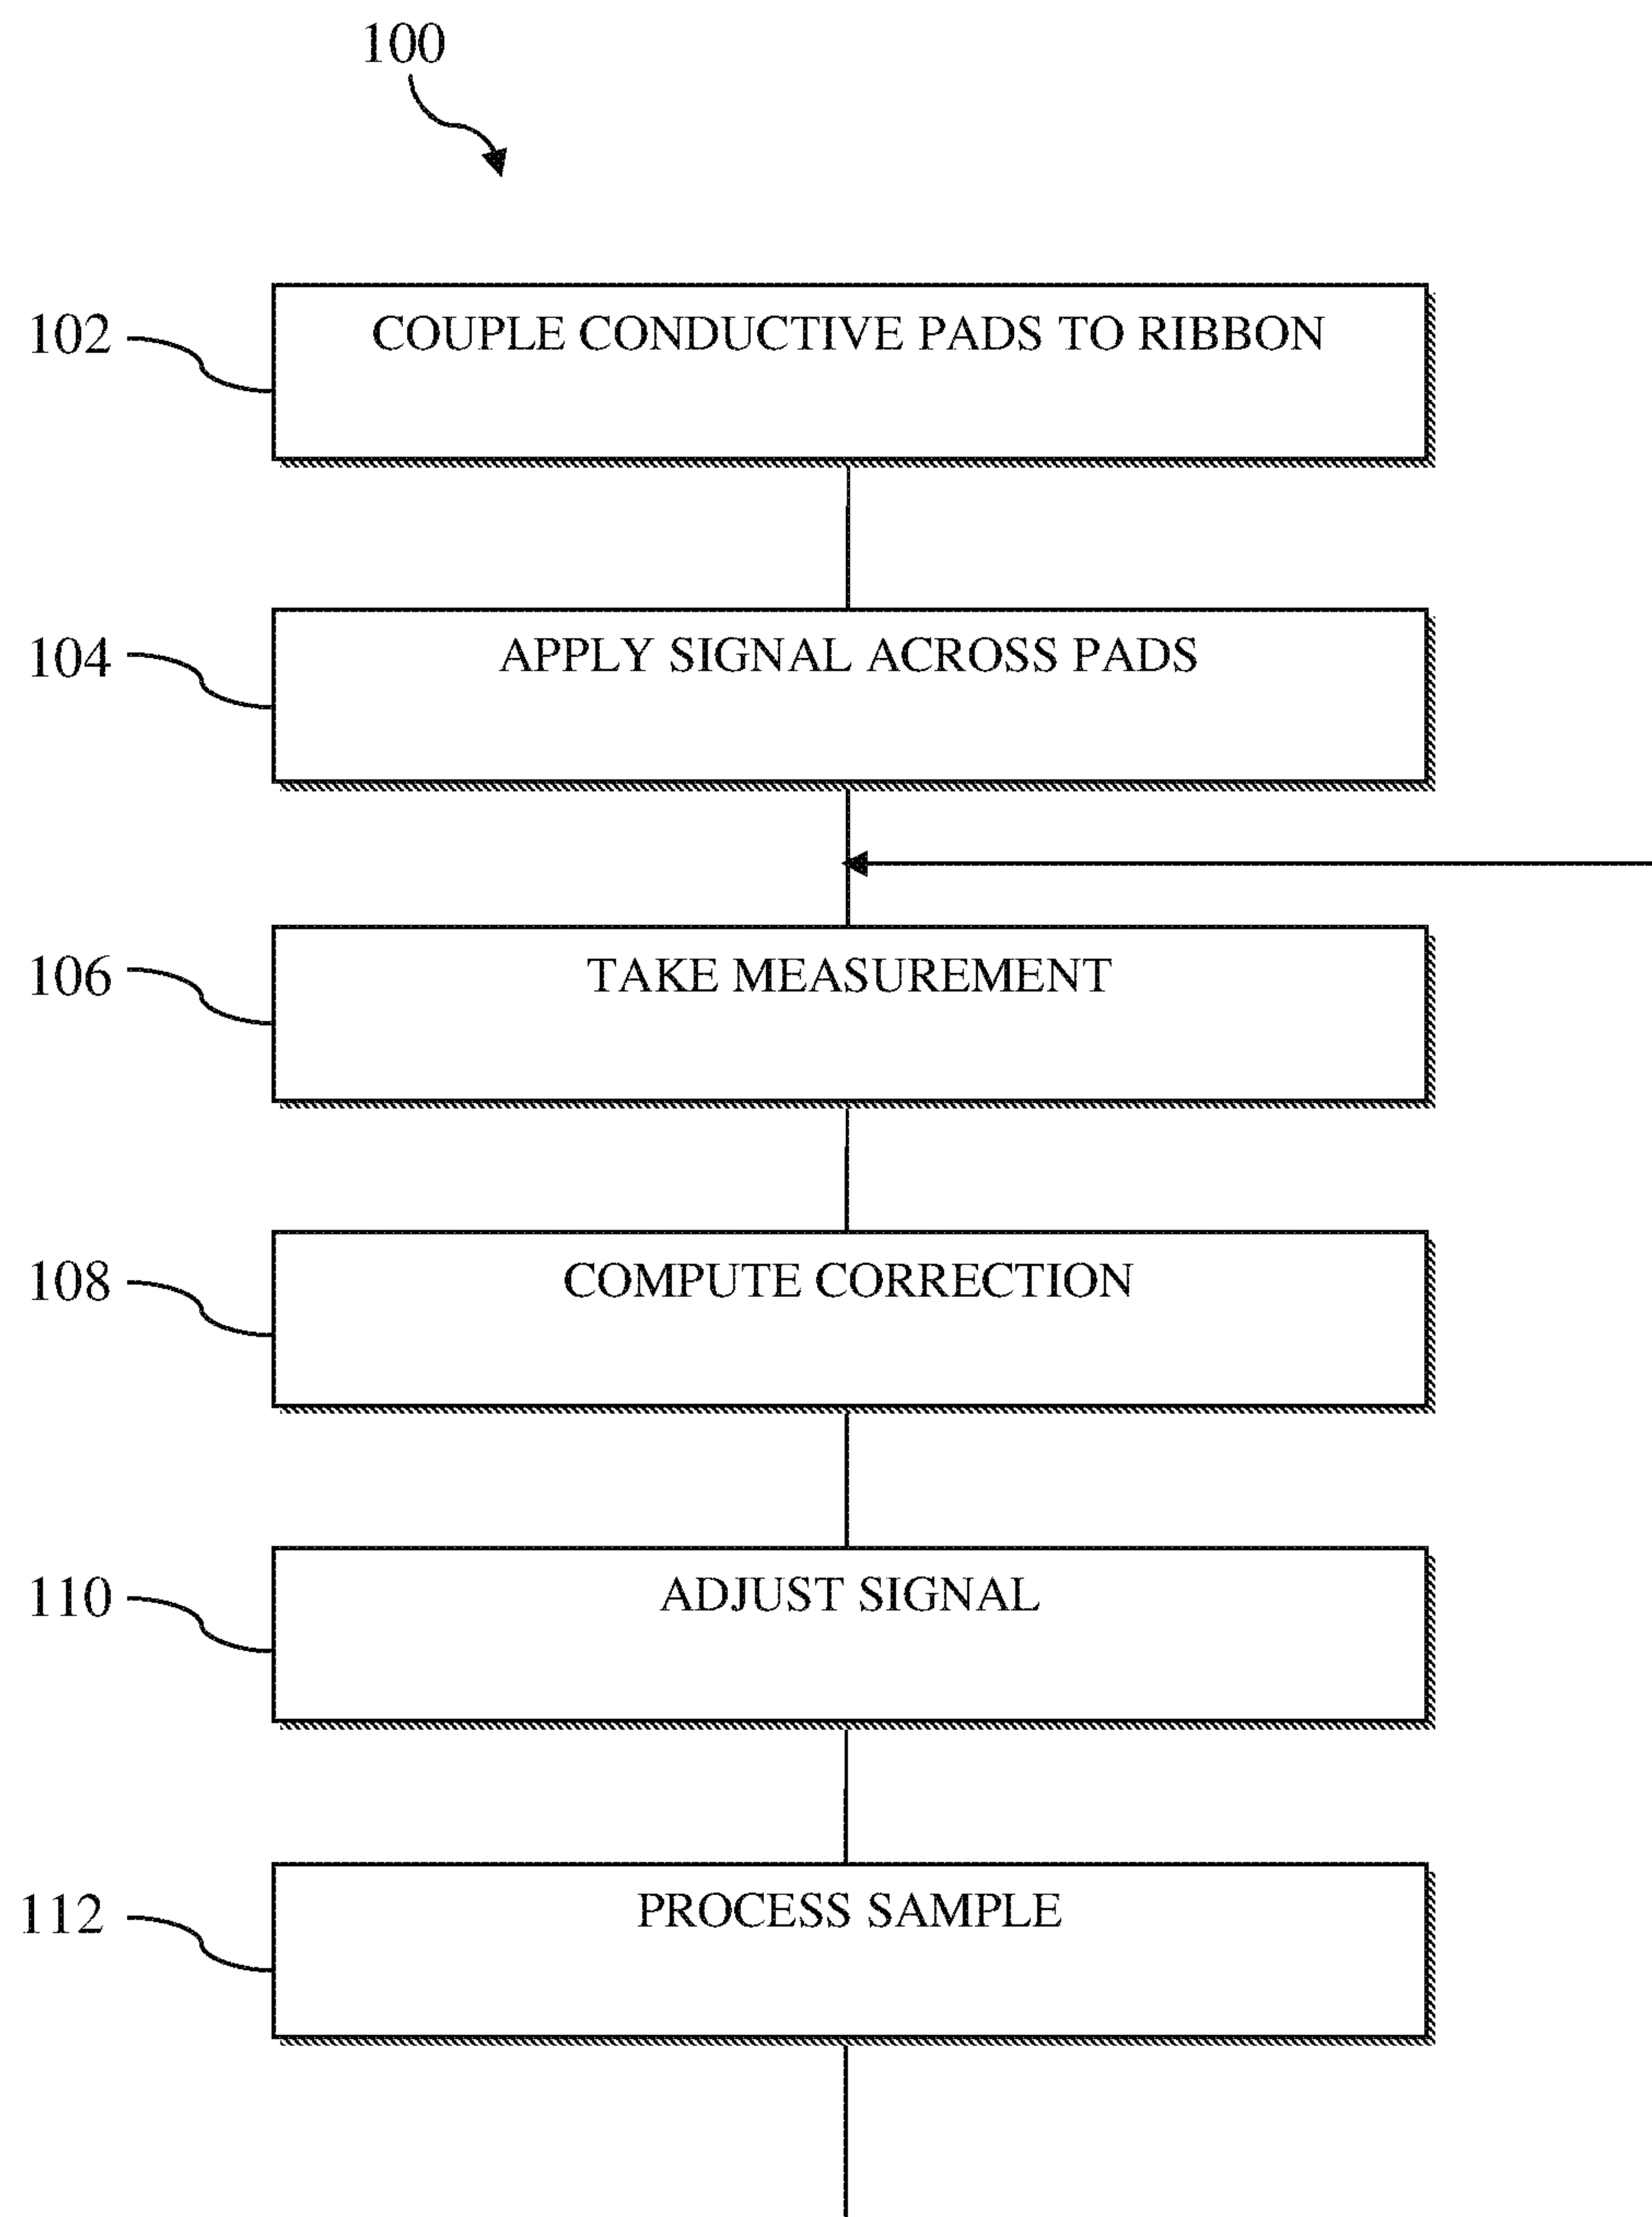 100
102
COUPLE CONDUCTIVE PADS TO RIBBON
104
APPLY SIGNAL ACROSS PADS
106
TAKE MEASUREMENT
108
COMPUTE CORRECTION
110
ADJUST SIGNAL
112
PROCESS SAMPLE